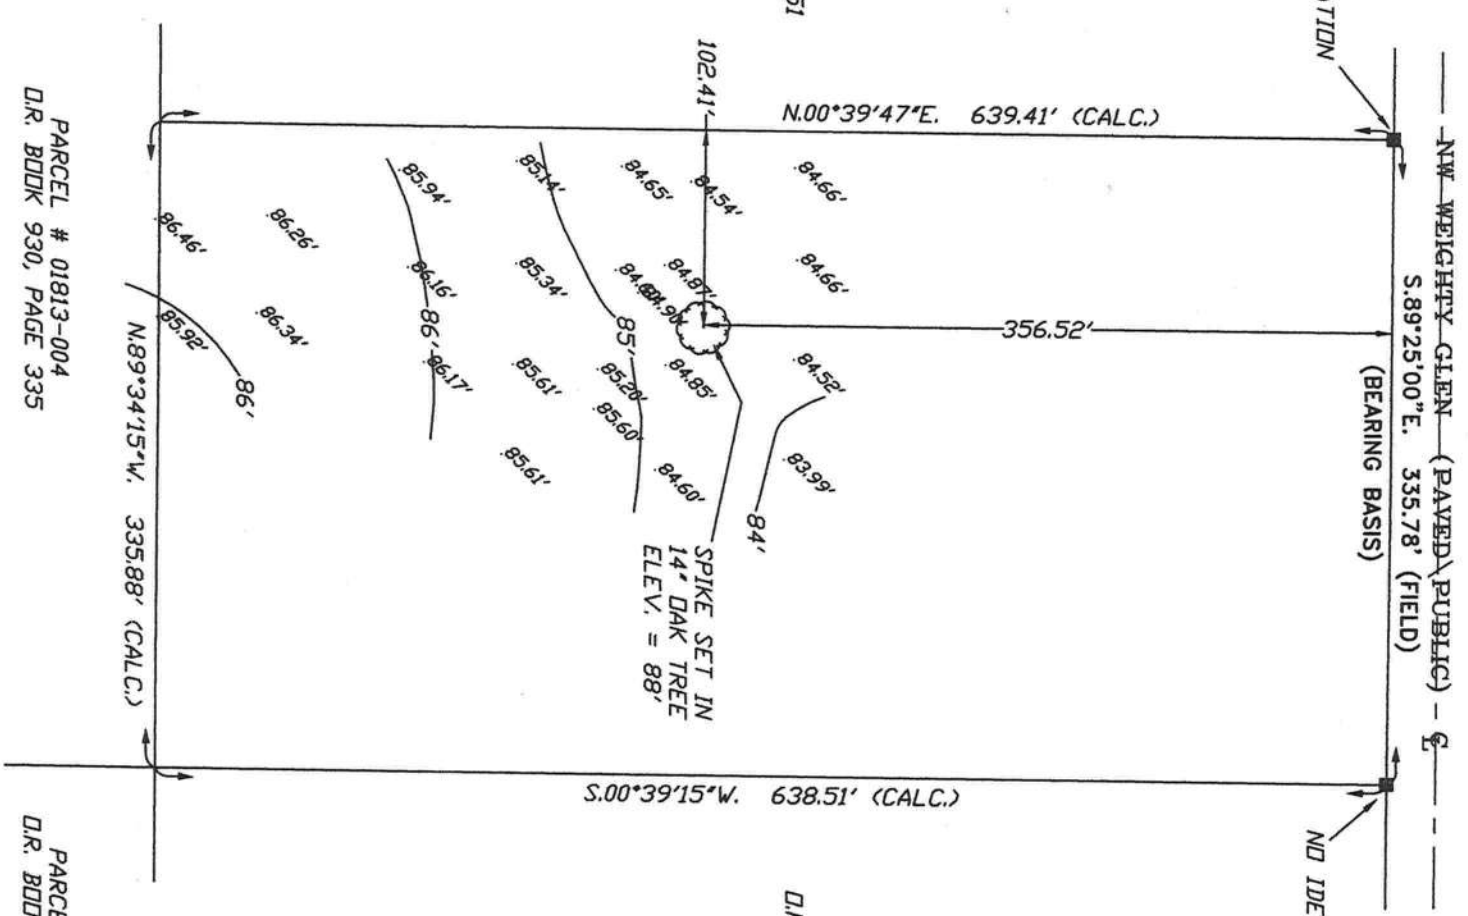 NW WEIGHTY GLEN (PAVED\PUBLIC) - ℄
S.89°25'00"E. 335.78' (FIELD)
(BEARING BASIS)
TION
NO IDE
N.00°39'47"E. 639.41' (CALC.)
51
102.41'
356.52'
84.66'
84.66'
84.52'
83.99'
84'
84.54'
84.87'
84.85'
84.60'
84.65'
84.90'
85.20'
85.60'
85'
85.14'
85.34'
85.61'
85.61'
SPIKE SET IN
14" OAK TREE
ELEV. = 88'
85.94'
86.16'
86'
86.17'
86.26'
86.34'
86'
86.46'
85.92'
S.00°39'15"W. 638.51' (CALC.)
N.89°34'15"W. 335.88' (CALC.)
PARCEL # 01813-004
O.R. BOOK 930, PAGE 335
PARCE
O.R. BOO
O.R